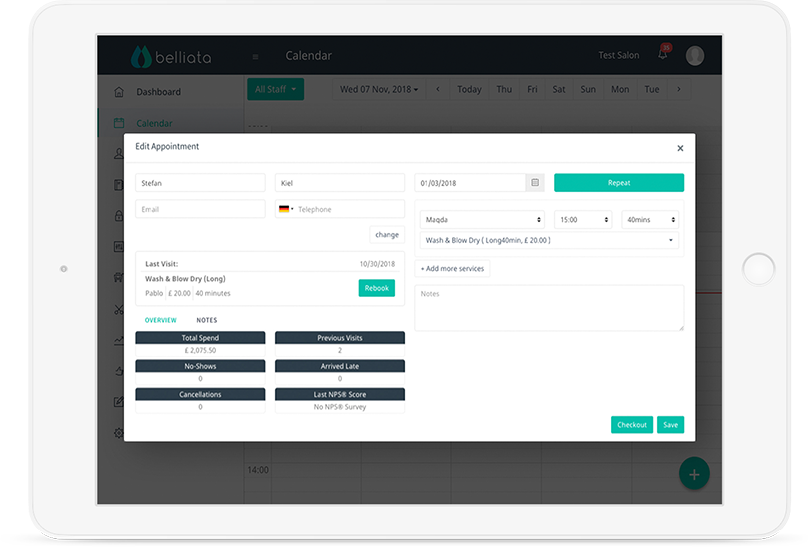 belliata
Calendar
Test Salon
35
Dashboard
All Staff
Wed 07 Nov, 2018
Today
Thu
Fri
Sat
Sun
Mon
Tue
Calendar
Edit Appointment
Stefan
Kiel
01/03/2018
Repeat
Email
Telephone
change
Maqda
15:00
40mins
Wash & Blow Dry ( Long40min, £ 20.00 )
+ Add more services
Notes
Last Visit:
10/30/2018
Wash & Blow Dry (Long)
Pablo
£ 20.00
40 minutes
Rebook
OVERVIEW
NOTES
Total Spend
£ 2,075.50
Previous Visits
2
No-Shows
0
Arrived Late
0
Cancellations
0
Last NPS® Score
No NPS® Survey
Checkout
Save
14:00